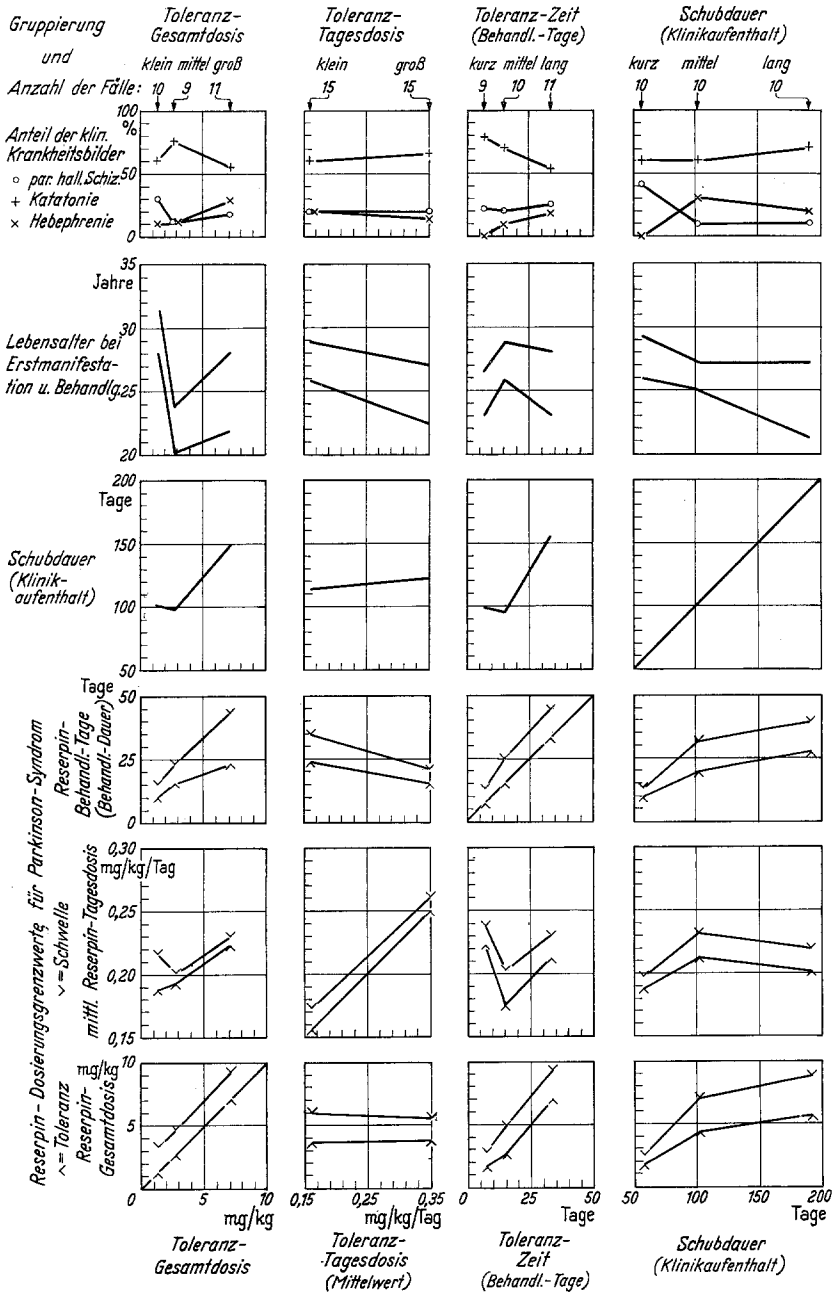 Gruppierung
und
Anzahl der Fälle:
Toleranz-
Gesamtdosis
klein mittel groß
10 9 11
Toleranz-
Tagesdosis
klein groß
15 15
Toleranz-Zeit
(Behandl.-Tage)
kurz mittel lang
9 10 11
Schubdauer
(Klinikaufenthalt)
kurz mittel lang
10 10 10
Anteil der klin.
Krankheitsbilder
o par. hall. Schiz.
+ Katatonie
× Hebephrenie
100
%
50
0
Lebensalter bei
Erstmanifesta-
tion u. Behandlg.
35
Jahre
30
25
20
Schubdauer
(Klinik-
aufenthalt)
200
Tage
150
100
50
Reserpin-Dosierungsgrenzwerte für Parkinson-Syndrom
^ = Toleranz ˅ = Schwelle
Reserpin-
Behandl.-Tage
(Behandl.-Dauer)
Tage
50
25
0
mittl. Reserpin-Tagesdosis
0,30
mg/kg/Tag
0,25
0,20
0,15
Reserpin-
Gesamtdosis
10
mg/kg
5
0 5 10
mg/kg
0,15 0,25 0,35
mg/kg/Tag
0 25 50
Tage
50 100 150 200
Tage
Toleranz-
Gesamtdosis
Toleranz-
-Tagesdosis
(Mittelwert)
Toleranz-
Zeit
(Behandl.-Tage)
Schubdauer
(Klinikaufenthalt)